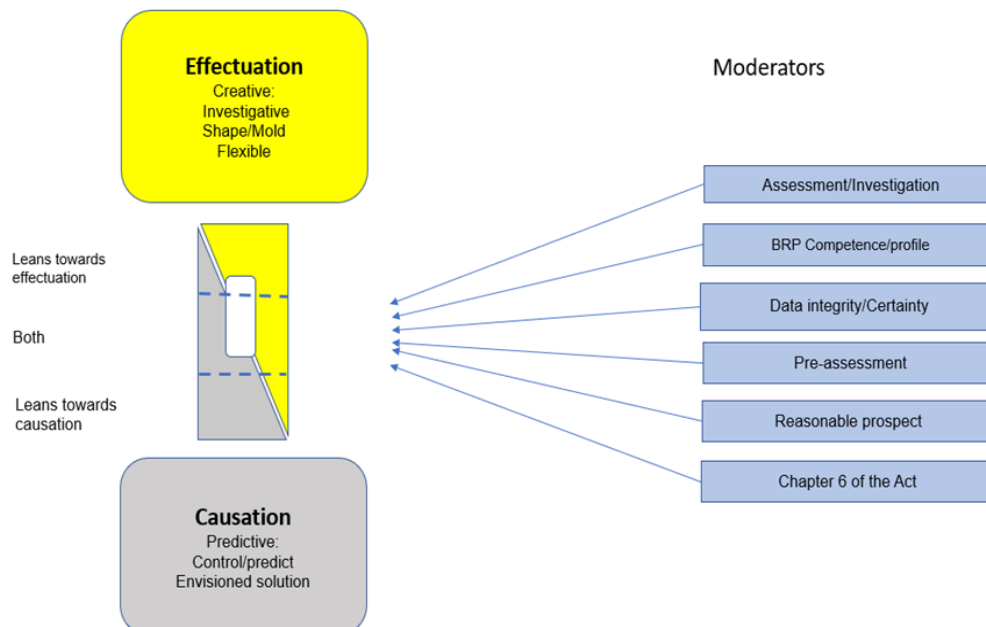 Effectuation
Creative:
Investigative
Shape/Mold
Flexible
Moderators
Assessment/Investigation
BRP Competence/profile
Data integrity/Certainty
Pre-assessment
Reasonable prospect
Chapter 6 of the Act
Leans towards
effectuation
Both
Leans towards
causation
Causation
Predictive:
Control/predict
Envisioned solution